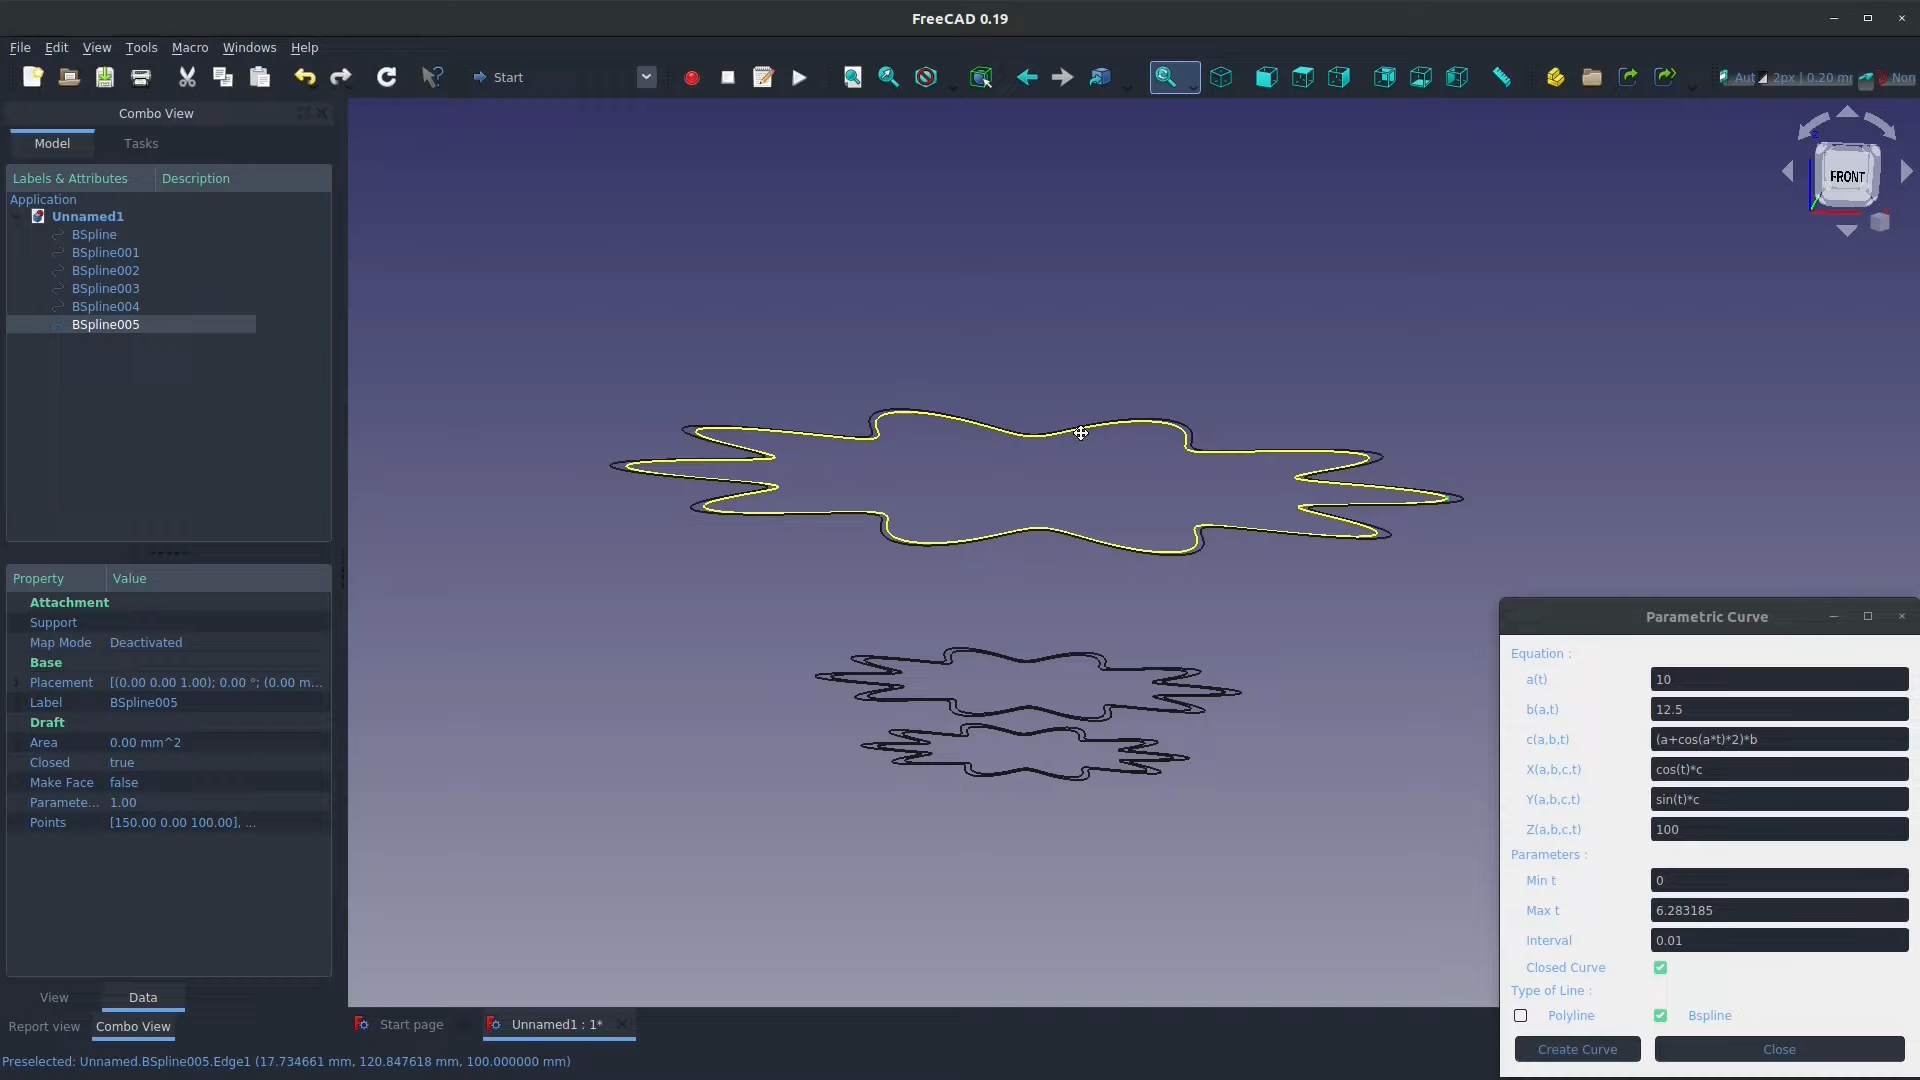 FreeCAD 0.19
File Edit View Tools Macro Windows Help
Start
Aut 2px | 0.20 mr Non
Combo View
Model Tasks
Labels & Attributes Description
Application
Unnamed1
BSpline
BSpline001
BSpline002
BSpline003
BSpline004
BSpline005
FRONT
Property Value
Attachment
Support
Map Mode Deactivated
Base
Placement [(0.00 0.00 1.00); 0.00 °; (0.00 m...
Label BSpline005
Draft
Area 0.00 mm^2
Closed true
Make Face false
Paramete... 1.00
Points [150.00 0.00 100.00], ...
View Data
Report view Combo View
Start page Unnamed1 : 1*
Preselected: Unnamed.BSpline005.Edge1 (17.734661 mm, 120.847618 mm, 100.000000 mm)
Parametric Curve
Equation :
a(t) 10
b(a,t) 12.5
c(a,b,t) (a+cos(a*t)*2)*b
X(a,b,c,t) cos(t)*c
Y(a,b,c,t) sin(t)*c
Z(a,b,c,t) 100
Parameters :
Min t 0
Max t 6.283185
Interval 0.01
Closed Curve
Type of Line :
Polyline Bspline
Create Curve Close